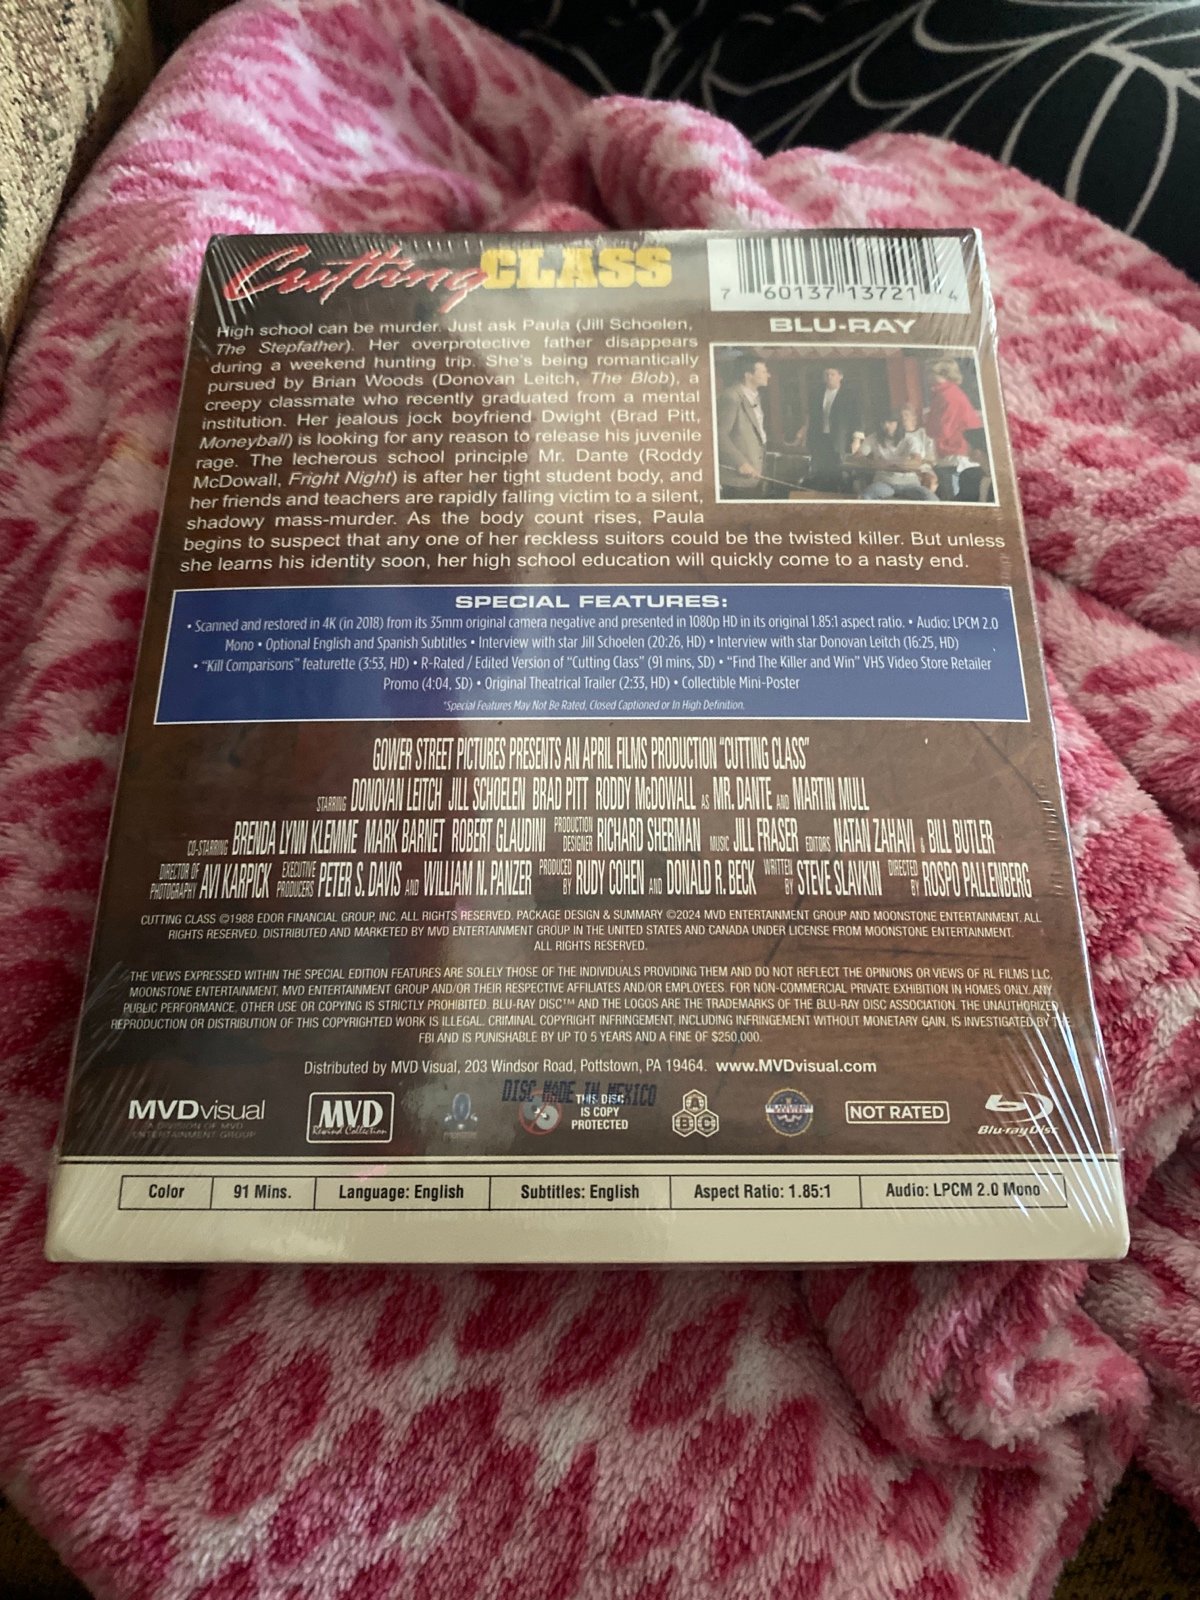 Cutting CLASS
7 60137 13721 4
BLU-RAY
High school can be murder. Just ask Paula (Jill Schoelen,
The Stepfather). Her overprotective father disappears
during a weekend hunting trip. She's being romantically
pursued by Brian Woods (Donovan Leitch, The Blob), a
creepy classmate who recently graduated from a mental
institution. Her jealous jock boyfriend Dwight (Brad Pitt,
Moneyball) is looking for any reason to release his juvenile
rage. The lecherous school principle Mr. Dante (Roddy
McDowall, Fright Night) is after her tight student body, and
her friends and teachers are rapidly falling victim to a silent,
shadowy mass-murder. As the body count rises, Paula
begins to suspect that any one of her reckless suitors could be the twisted killer. But unless
she learns his identity soon, her high school education will quickly come to a nasty end.
SPECIAL FEATURES:
• Scanned and restored in 4K (in 2018) from its 35mm original camera negative and presented in 1080p HD in its original 1.85:1 aspect ratio. • Audio: LPCM 2.0
Mono • Optional English and Spanish Subtitles • Interview with star Jill Schoelen (20:26, HD) • Interview with star Donovan Leitch (16:25, HD)
• "Kill Comparisons" featurette (3:53, HD) • R-Rated / Edited Version of "Cutting Class" (91 mins, SD) • "Find The Killer and Win" VHS Video Store Retailer
Promo (4:04, SD) • Original Theatrical Trailer (2:33, HD) • Collectible Mini-Poster
*Special Features May Not Be Rated, Closed Captioned or In High Definition.
GOWER STREET PICTURES PRESENTS AN APRIL FILMS PRODUCTION "CUTTING CLASS"
STARRING DONOVAN LEITCH JILL SCHOELEN BRAD PITT RODDY McDOWALL AS MR. DANTE AND MARTIN MULL
CO-STARRING BRENDA LYNN KLEMME MARK BARNET ROBERT GLAUDINI PRODUCTION DESIGNER RICHARD SHERMAN MUSIC JILL FRASER EDITORS NATAN ZAHAVI & BILL BUTLER
DIRECTOR OF PHOTOGRAPHY AVI KARPICK EXECUTIVE PRODUCERS PETER S. DAVIS AND WILLIAM N. PANZER PRODUCED BY RUDY COHEN AND DONALD R. BECK WRITTEN BY STEVE SLAVKIN DIRECTED BY ROSPO PALLENBERG
CUTTING CLASS ©1988 EDOR FINANCIAL GROUP, INC. ALL RIGHTS RESERVED. PACKAGE DESIGN & SUMMARY ©2024 MVD ENTERTAINMENT GROUP AND MOONSTONE ENTERTAINMENT. ALL
RIGHTS RESERVED. DISTRIBUTED AND MARKETED BY MVD ENTERTAINMENT GROUP IN THE UNITED STATES AND CANADA UNDER LICENSE FROM MOONSTONE ENTERTAINMENT.
ALL RIGHTS RESERVED.
THE VIEWS EXPRESSED WITHIN THE SPECIAL EDITION FEATURES ARE SOLELY THOSE OF THE INDIVIDUALS PROVIDING THEM AND DO NOT REFLECT THE OPINIONS OR VIEWS OF RL FILMS LLC,
MOONSTONE ENTERTAINMENT, MVD ENTERTAINMENT GROUP AND/OR THEIR RESPECTIVE AFFILIATES AND/OR EMPLOYEES. FOR NON-COMMERCIAL PRIVATE EXHIBITION IN HOMES ONLY. ANY
PUBLIC PERFORMANCE, OTHER USE OR COPYING IS STRICTLY PROHIBITED. BLU-RAY DISC™ AND THE LOGOS ARE THE TRADEMARKS OF THE BLU-RAY DISC ASSOCIATION. THE UNAUTHORIZED
REPRODUCTION OR DISTRIBUTION OF THIS COPYRIGHTED WORK IS ILLEGAL. CRIMINAL COPYRIGHT INFRINGEMENT, INCLUDING INFRINGEMENT WITHOUT MONETARY GAIN, IS INVESTIGATED BY THE
FBI AND IS PUNISHABLE BY UP TO 5 YEARS AND A FINE OF $250,000.
Distributed by MVD Visual, 203 Windsor Road, Pottstown, PA 19464. www.MVDvisual.com
DISC MADE IN MEXICO
MVDvisual
A DIVISION OF MVD
ENTERTAINMENT GROUP
MVD
Rewind Collection
THIS DISC
IS COPY
PROTECTED
A B C
NOT RATED
Blu-ray Disc
Color 91 Mins. Language: English Subtitles: English Aspect Ratio: 1.85:1 Audio: LPCM 2.0 Mono